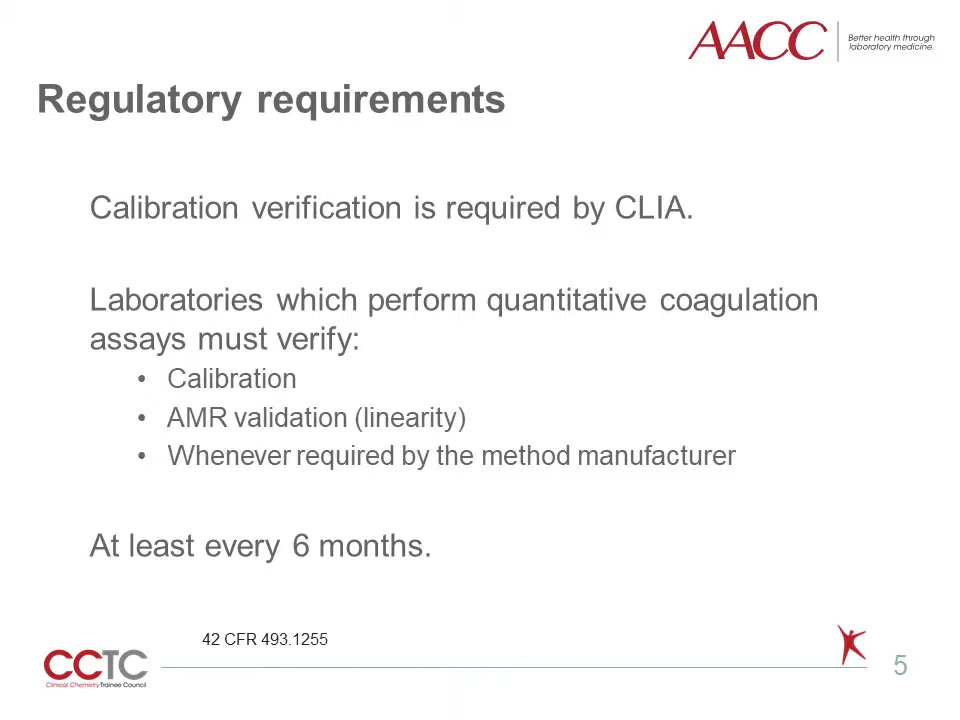 AACC
Better health through
laboratory medicine.
Regulatory requirements
Calibration verification is required by CLIA.
Laboratories which perform quantitative coagulation
assays must verify:
• Calibration
• AMR validation (linearity)
• Whenever required by the method manufacturer
At least every 6 months.
42 CFR 493.1255
CCTC
Clinical Chemistry Trainee Council
5